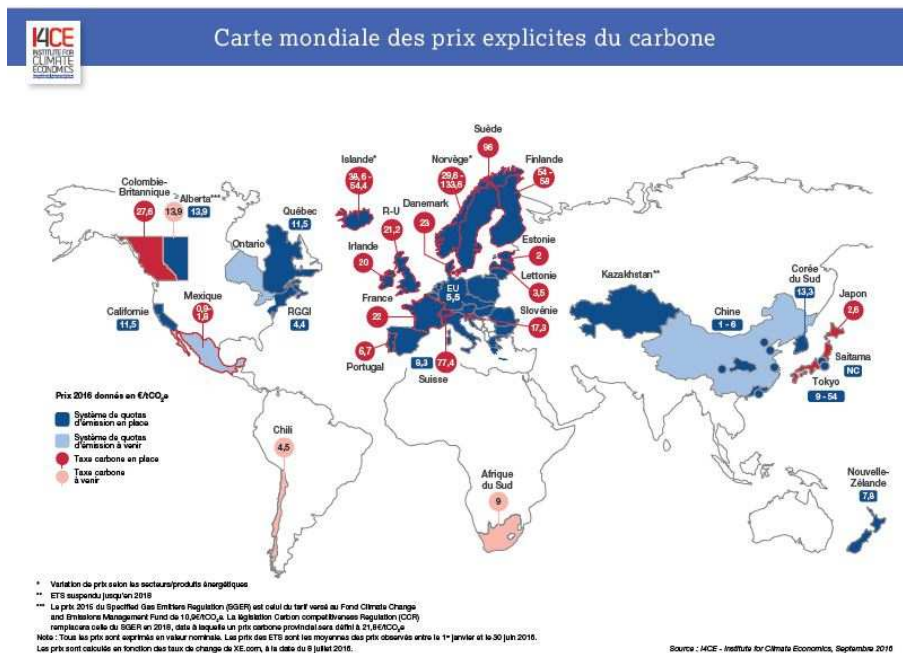 I4CE
INSTITUTE FOR
CLIMATE
ECONOMICS
Carte mondiale des prix explicites du carbone
Suède
96
Islande*
38,6 -
54,4
Norvège*
29,6 -
133,6
Finlande
54 -
58
Colombie-
Britannique
27,6
Alberta***
13,9
13,9
Québec
11,5
R-U
21,2
Danemark
23
Ontario
Irlande
20
Estonie
2
Kazakhstan**
Corée
du Sud
13,3
Lettonie
3,5
Japon
2,6
Mexique
0,9-
1,8
EU
5,5
Californie
11,5
RGGI
4,4
France
22
Slovénie
17,3
Chine
1 - 6
Saitama
NC
Portugal
6,7
8,3
77,4
Suisse
Tokyo
9 - 54
Prix 2016 donnés en €/tCO2e
Système de quotas
d'émission en place
Système de quotas
d'émission à venir
Taxe carbone en place
Taxe carbone
à venir
Chili
4,5
Afrique
du Sud
9
Nouvelle-
Zélande
7,8
* Variation de prix selon les secteurs/produits énergétiques
** ETS suspendu jusqu'en 2018
*** Le prix 2015 du Specified Gas Emitters Regulation (SGER) est celui du tarif versé au Fond Climate Change
and Emissions Management Fund de 10,9€/tCO2e. La législation Carbon competitiveness Regulation (CCR)
remplacera celle du SGER en 2018, date à laquelle un prix carbone provincial sera défini à 21,8€/tCO2e
Note : Tous les prix sont exprimés en valeur nominale. Les prix des ETS sont les moyennes des prix observés entre le 1er janvier et le 30 juin 2016.
Les prix sont calculés en fonction des taux de change de XE.com, à la date du 8 juillet 2016.
Source : I4CE - Institute for Climate Economics, Septembre 2016